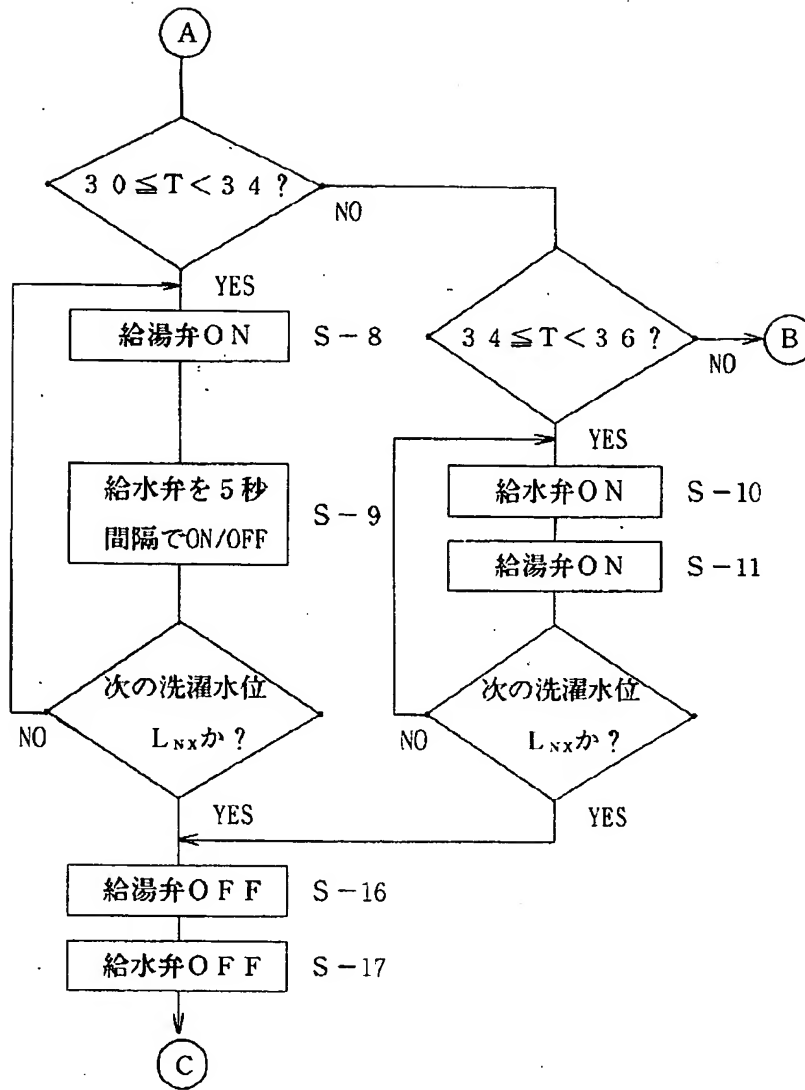 A
30≦T<34?
NO
YES
給湯弁ON
S-8
34≦T<36?
NO
B
給水弁を5秒
間隔でON/OFF
S-9
YES
給水弁ON
S-10
給湯弁ON
S-11
次の洗濯水位
LNXか?
NO
YES
次の洗濯水位
LNXか?
NO
YES
給湯弁OFF
S-16
給水弁OFF
S-17
C